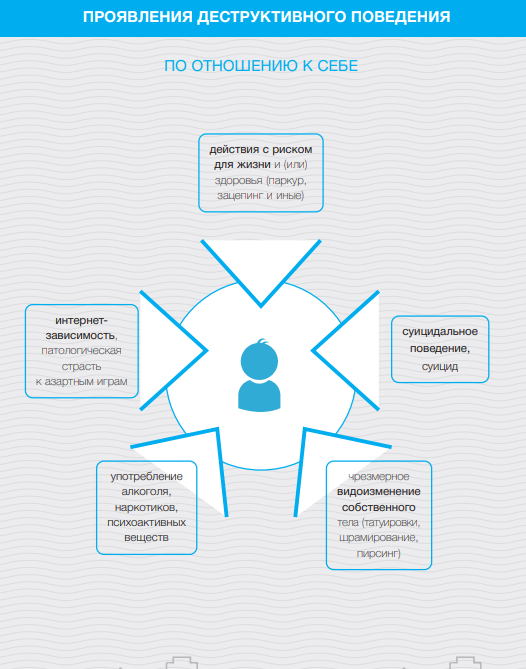 ПРОЯВЛЕНИЯ ДЕСТРУКТИВНОГО ПОВЕДЕНИЯ
ПО ОТНОШЕНИЮ К СЕБЕ
действия с риском
для жизни и (или)
здоровья (паркур,
зацепинг и иные)
интернет-
зависимость,
патологическая
страсть
к азартным играм
суицидальное
поведение,
суицид
употребление
алкоголя,
наркотиков,
психоактивных
веществ
чрезмерное
видоизменение
собственного
тела (татуировки,
шрамирование,
пирсинг)